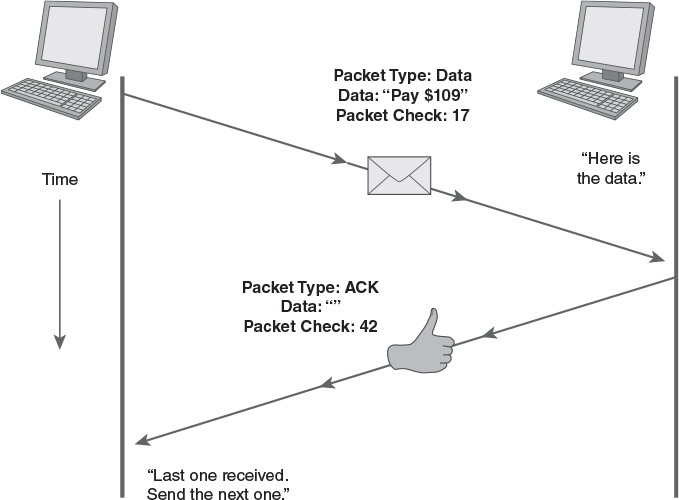 Packet Type: Data
Data: “Pay $109”
Packet Check: 17
“Here is
the data.”
Time
Packet Type: ACK
Data: “”
Packet Check: 42
“Last one received.
Send the next one.”